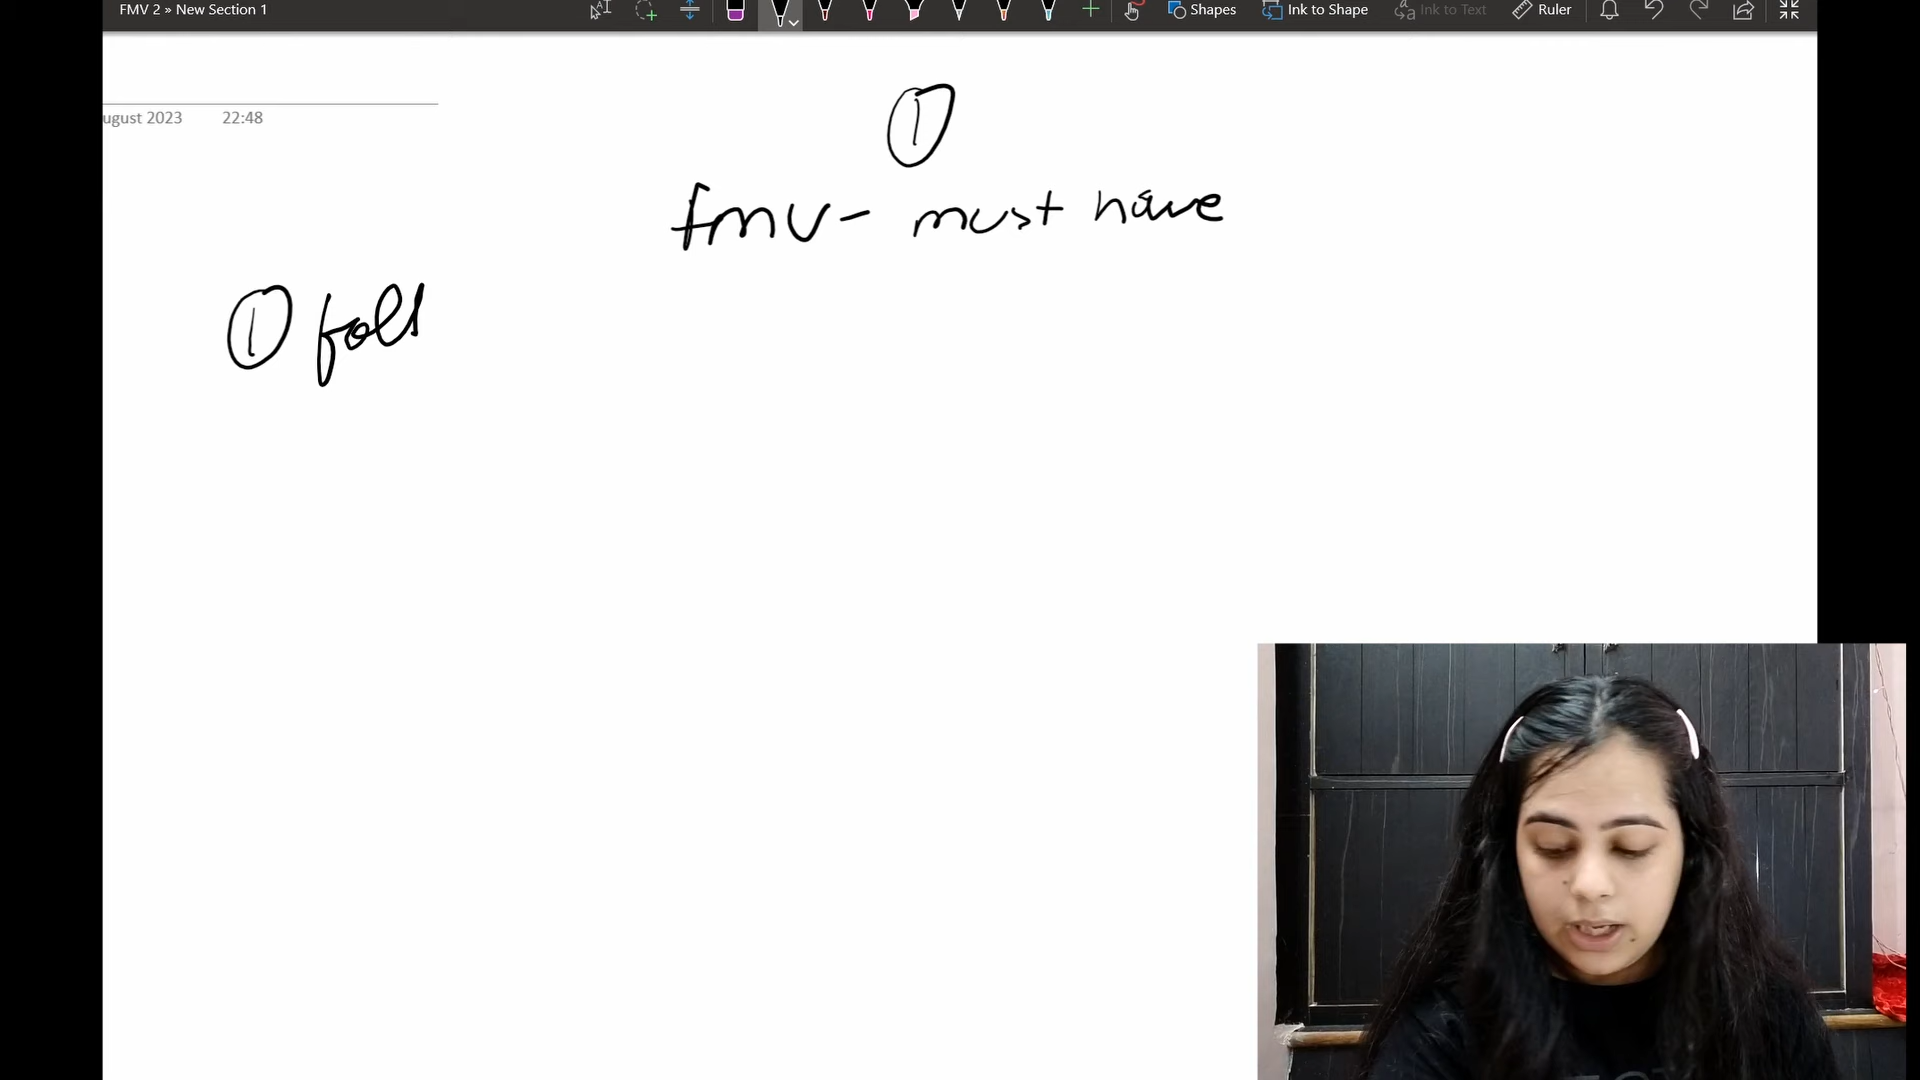 FMV 2 » New Section 1
Shapes
Ink to Shape
Ink to Text
Ruler
ugust 2023 22:48
①
fmv - must have
① foll